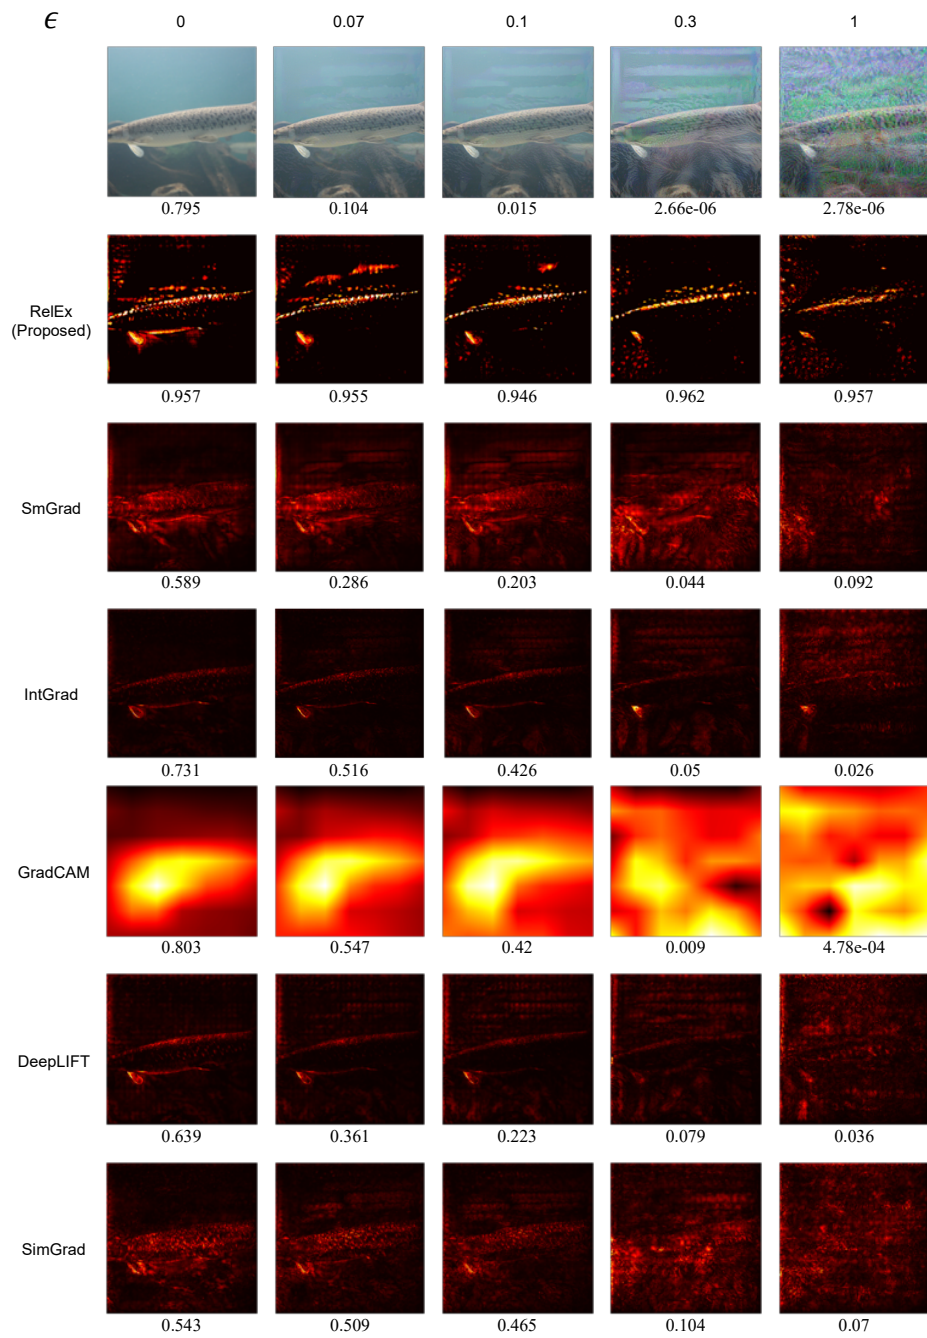 ϵ 0 0.07 0.1 0.3 1
0.795 0.104 0.015 2.66e-06 2.78e-06
RelEx
(Proposed)
0.957 0.955 0.946 0.962 0.957
SmGrad
0.589 0.286 0.203 0.044 0.092
IntGrad
0.731 0.516 0.426 0.05 0.026
GradCAM
0.803 0.547 0.42 0.009 4.78e-04
DeepLIFT
0.639 0.361 0.223 0.079 0.036
SimGrad
0.543 0.509 0.465 0.104 0.07